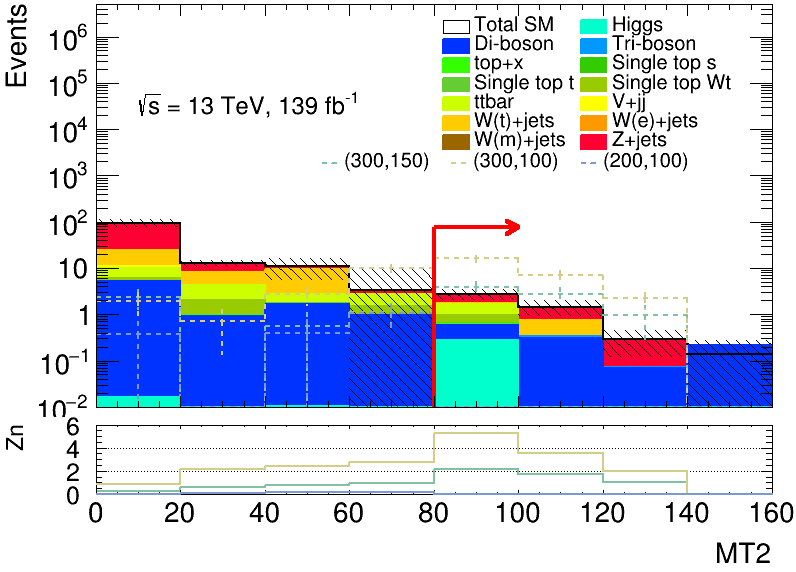 Events
10^6
10^5
10^4
10^3
10^2
10
1
10^-1
10^-2
√s = 13 TeV, 139 fb^-1
Total SM Higgs
Di-boson Tri-boson
top+x Single top s
Single top t Single top Wt
ttbar V+jj
W(t)+jets W(e)+jets
W(m)+jets Z+jets
(300,150) (300,100) (200,100)
Zn
6
4
2
0
0 20 40 60 80 100 120 140 160
MT2